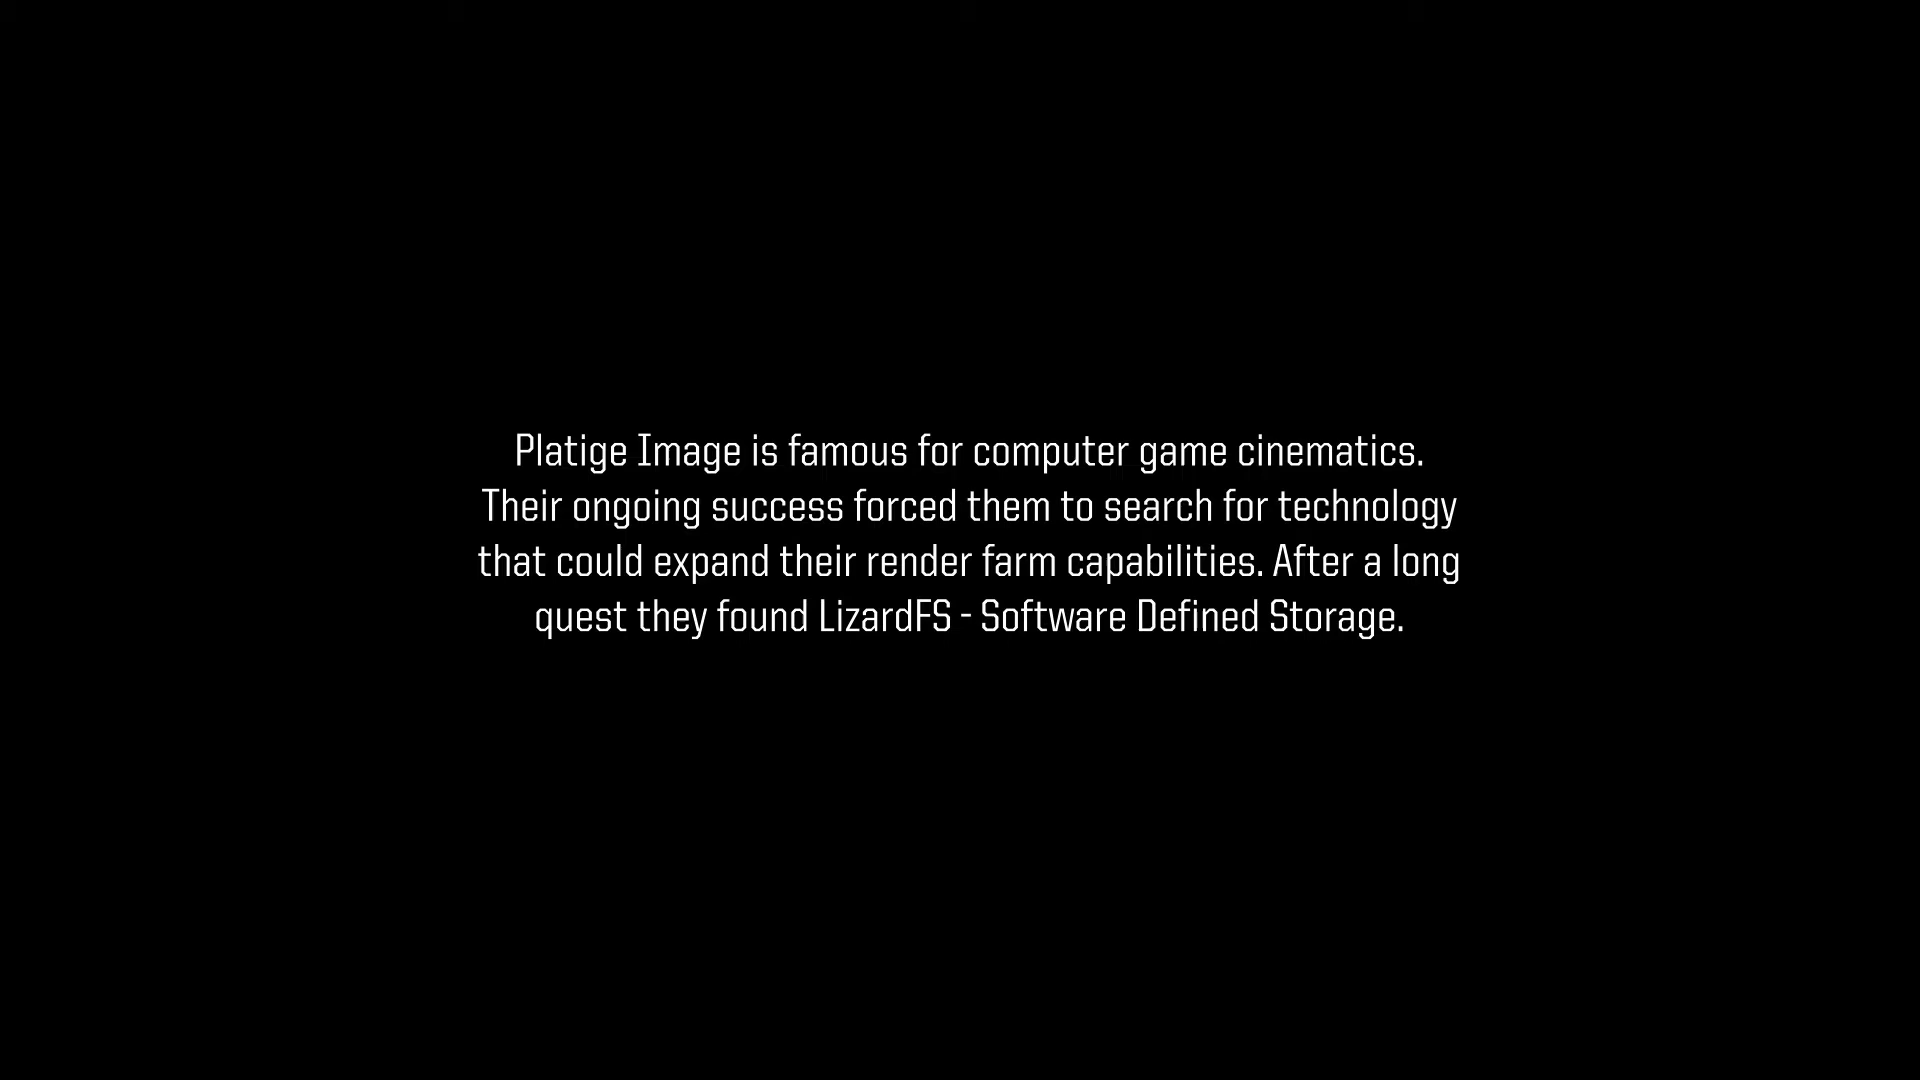 Platige Image is famous for computer game cinematics.
Their ongoing success forced them to search for technology
that could expand their render farm capabilities. After a long
quest they found LizardFS - Software Defined Storage.